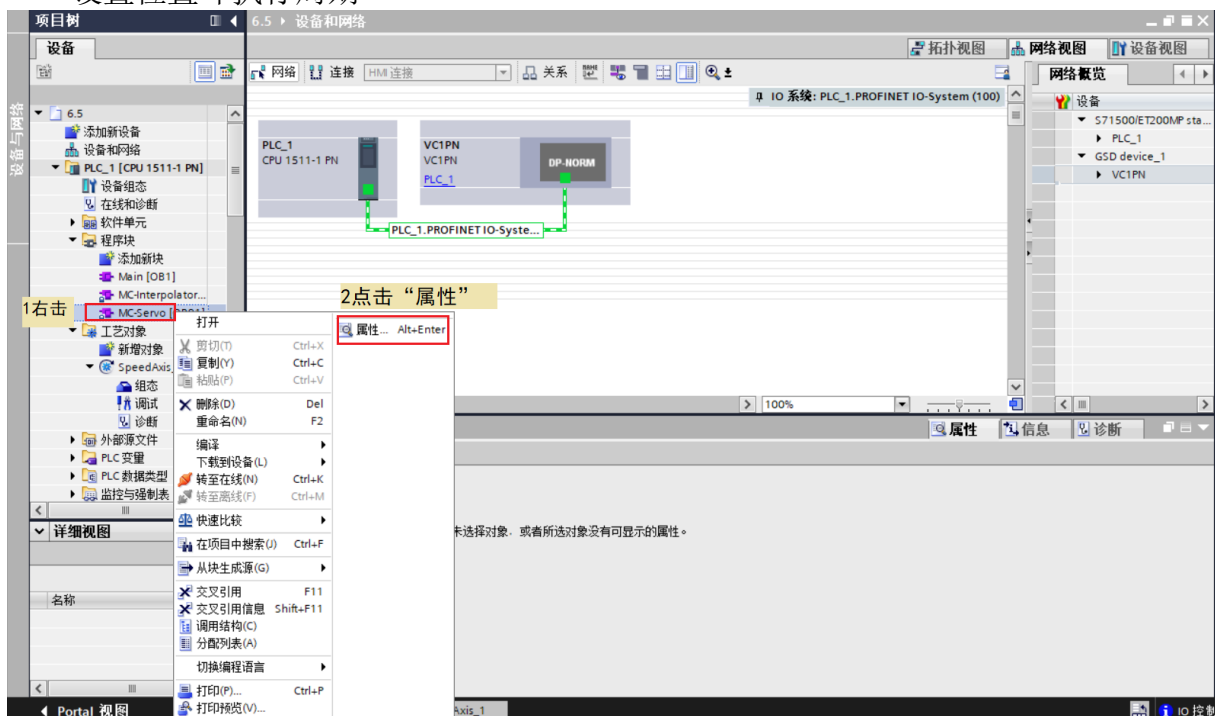 项目树
6.5 ▸ 设备和网络
设备
拓扑视图
网络视图
设备视图
网络
连接
HMI 连接
关系
网络概览
设备与网络
IO 系统: PLC_1.PROFINET IO-System (100)
设备
S71500/ET200MP sta...
PLC_1
GSD device_1
VC1PN
6.5
添加新设备
设备和网络
PLC_1 [CPU 1511-1 PN]
设备组态
在线和诊断
软件单元
程序块
添加新块
Main [OB1]
MC-Interpolator...
MC-Servo
工艺对象
新增对象
SpeedAxis_
组态
调试
诊断
外部源文件
PLC 变量
PLC 数据类型
监控与强制表
PLC_1
CPU 1511-1 PN
VC1PN
VC1PN
PLC_1
DP-NORM
PLC_1.PROFINET IO-Syste...
1右击
2点击“属性”
打开
属性... Alt+Enter
剪切(T) Ctrl+X
复制(Y) Ctrl+C
粘贴(P) Ctrl+V
删除(D) Del
重命名(N) F2
编译
下载到设备(L)
转至在线(N) Ctrl+K
转至离线(F) Ctrl+M
快速比较
在项目中搜索(J) Ctrl+F
从块生成源(G)
交叉引用 F11
交叉引用信息 Shift+F11
调用结构(C)
分配列表(A)
切换编程语言
打印(P)... Ctrl+P
打印预览(V)...
100%
属性
信息
诊断
未选择对象，或者所选对象没有可显示的属性。
详细视图
名称
Portal 视图
Axis_1
IO 控制